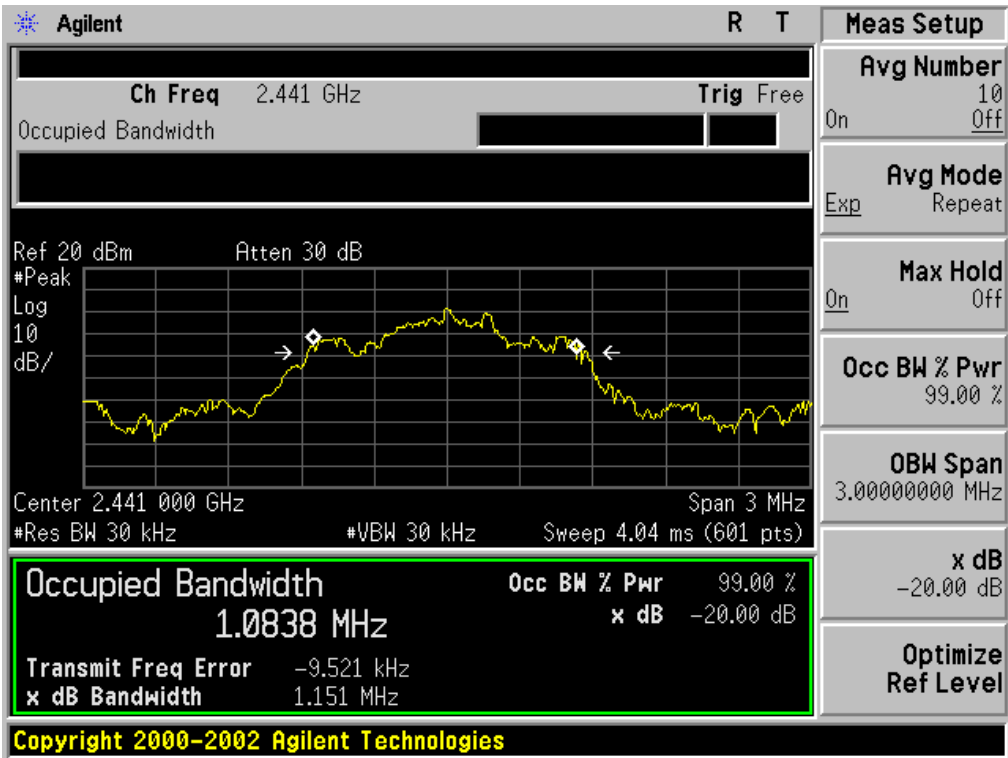 Agilent R T
Ch Freq 2.441 GHz Trig Free
Occupied Bandwidth
Ref 20 dBm Atten 30 dB
#Peak
Log
10
dB/
Center 2.441 000 GHz Span 3 MHz
#Res BW 30 kHz #VBW 30 kHz Sweep 4.04 ms (601 pts)
Occupied Bandwidth
1.0838 MHz
Occ BW % Pwr 99.00 %
x dB -20.00 dB
Transmit Freq Error -9.521 kHz
x dB Bandwidth 1.151 MHz
Copyright 2000-2002 Agilent Technologies
Meas Setup
Avg Number
10
On Off
Avg Mode
Exp Repeat
Max Hold
On Off
Occ BW % Pwr
99.00 %
OBW Span
3.00000000 MHz
x dB
-20.00 dB
Optimize
Ref Level